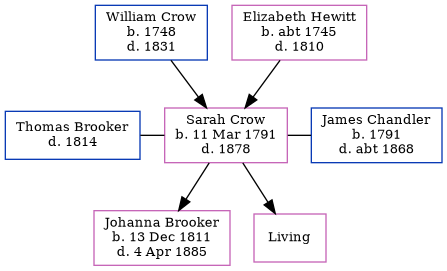 William Crow
b. 1748
d. 1831
Elizabeth Hewitt
b. abt 1745
d. 1810
Thomas Brooker
d. 1814
Sarah Crow
b. 11 Mar 1791
d. 1878
James Chandler
b. 1791
d. abt 1868
Johanna Brooker
b. 13 Dec 1811
d. 4 Apr 1885
Living